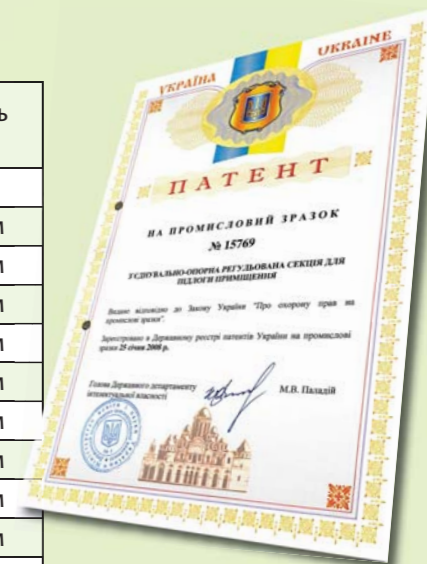 ь
м
м
м
м
м
м
м
м
м
УКРАЇНА
UKRAINE
ПАТЕНТ
НА ПРОМИСЛОВИЙ ЗРАЗОК
№ 15769
З'ЄДНУВАЛЬНО-ОПОРНА РЕГУЛЬОВАНА СЕКЦІЯ ДЛЯ
ПІДЛОГИ ПРИМІЩЕННЯ
Видано відповідно до Закону України "Про охорону прав на
промислові зразки".
Зареєстровано в Державному реєстрі патентів України на промислові
зразки 25 січня 2008 р.
Голова Державного департаменту
інтелектуальної власності
М.В. Паладій